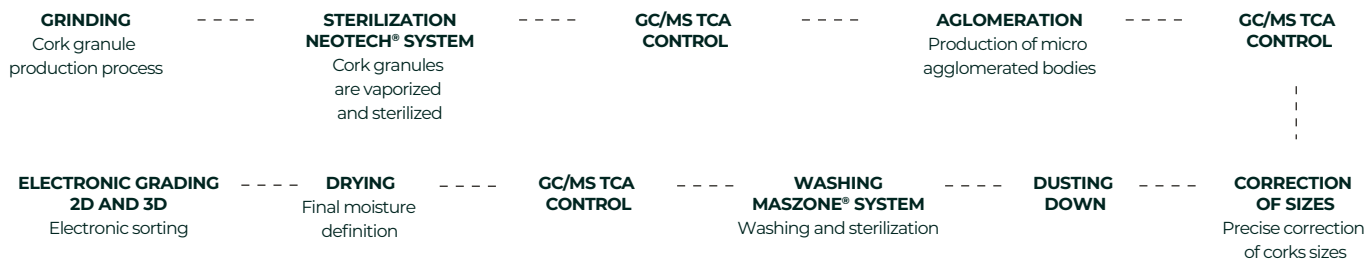 GRINDING
Cork granule
production process
STERILIZATION
NEOTECH® SYSTEM
Cork granules
are vaporized
and sterilized
GC/MS TCA
CONTROL
AGLOMERATION
Production of micro
agglomerated bodies
GC/MS TCA
CONTROL
ELECTRONIC GRADING
2D AND 3D
Electronic sorting
DRYING
Final moisture
definition
GC/MS TCA
CONTROL
WASHING
MASZONE® SYSTEM
Washing and sterilization
DUSTING
DOWN
CORRECTION
OF SIZES
Precise correction
of corks sizes